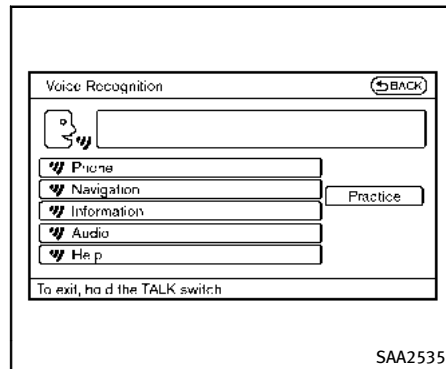 Voice Recognition
BACK
Phone
Navigation
Practice
Information
Audio
Help
To exit, hold the TALK switch
SAA2535